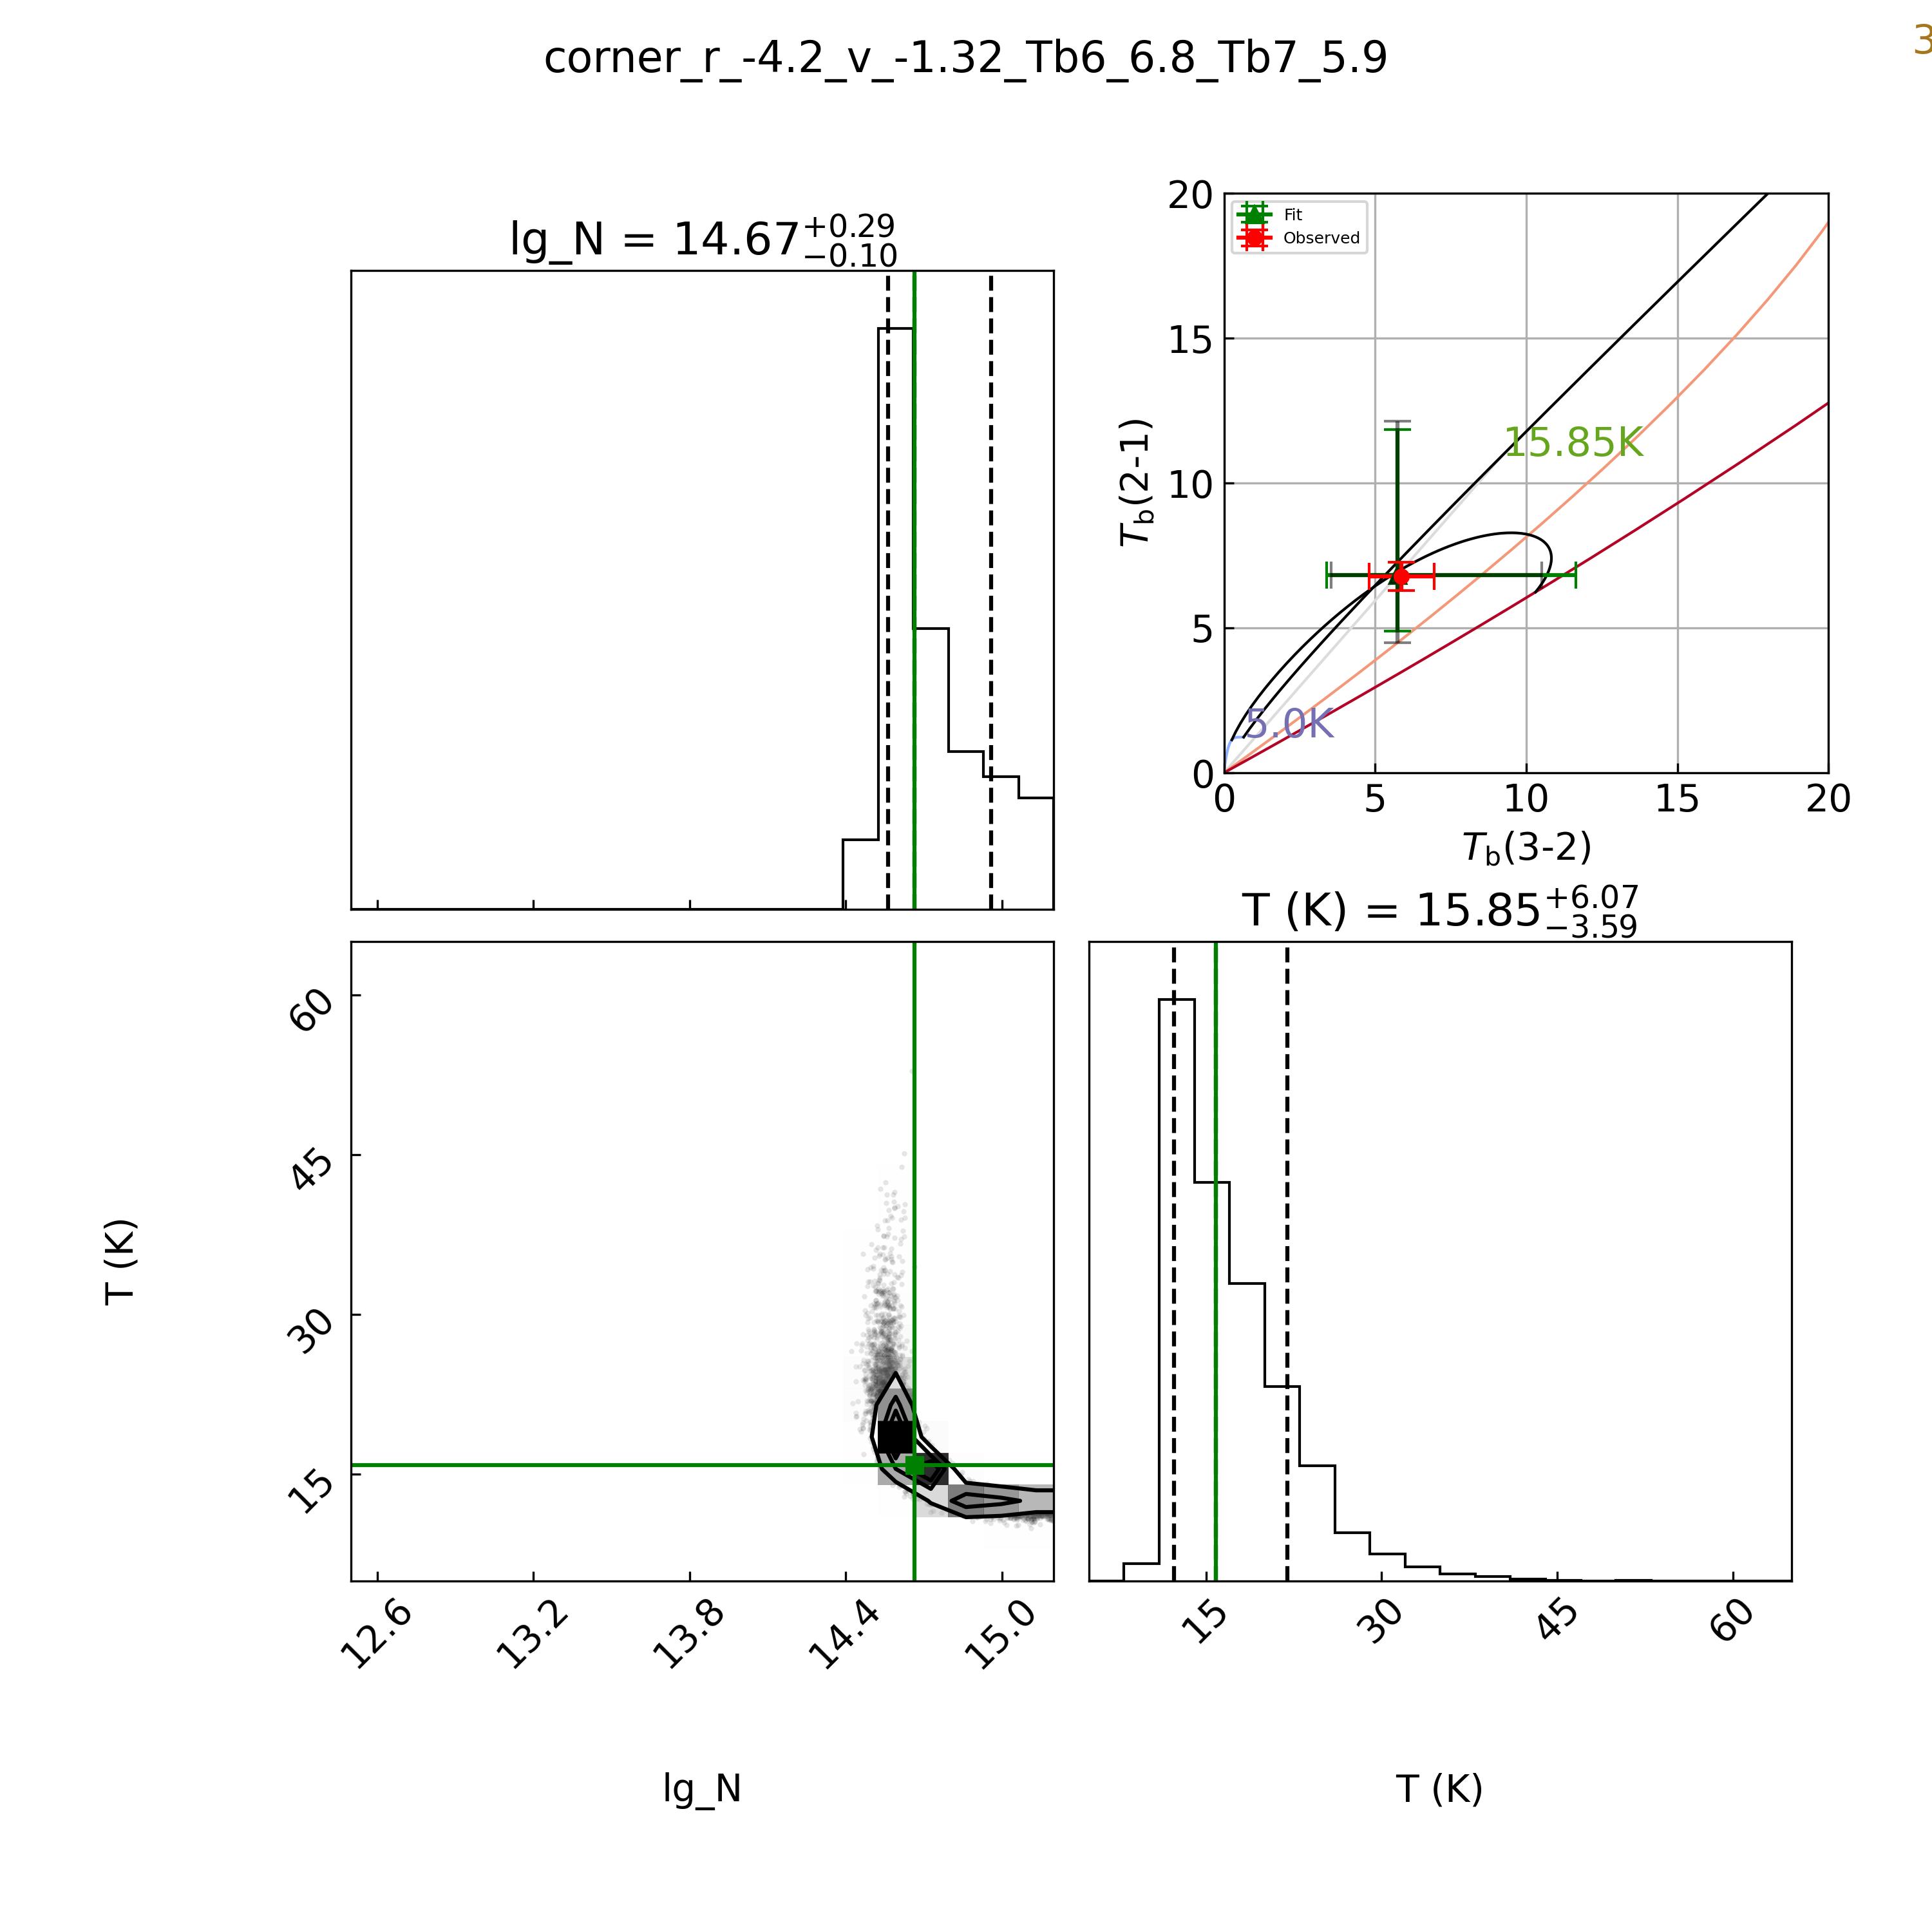 corner_r_-4.2_v_-1.32_Tb6_6.8_Tb7_5.9
3
lg_N = 14.67 +0.29 −0.10
20
15
10
5
0
Fit
Observed
15.85K
5.0K
T_b(2-1)
0 5 10 15 20
T_b(3-2)
T (K) = 15.85 +6.07 −3.59
60
45
30
15
T (K)
12.6 13.2 13.8 14.4 15.0
15 30 45 60
lg_N
T (K)